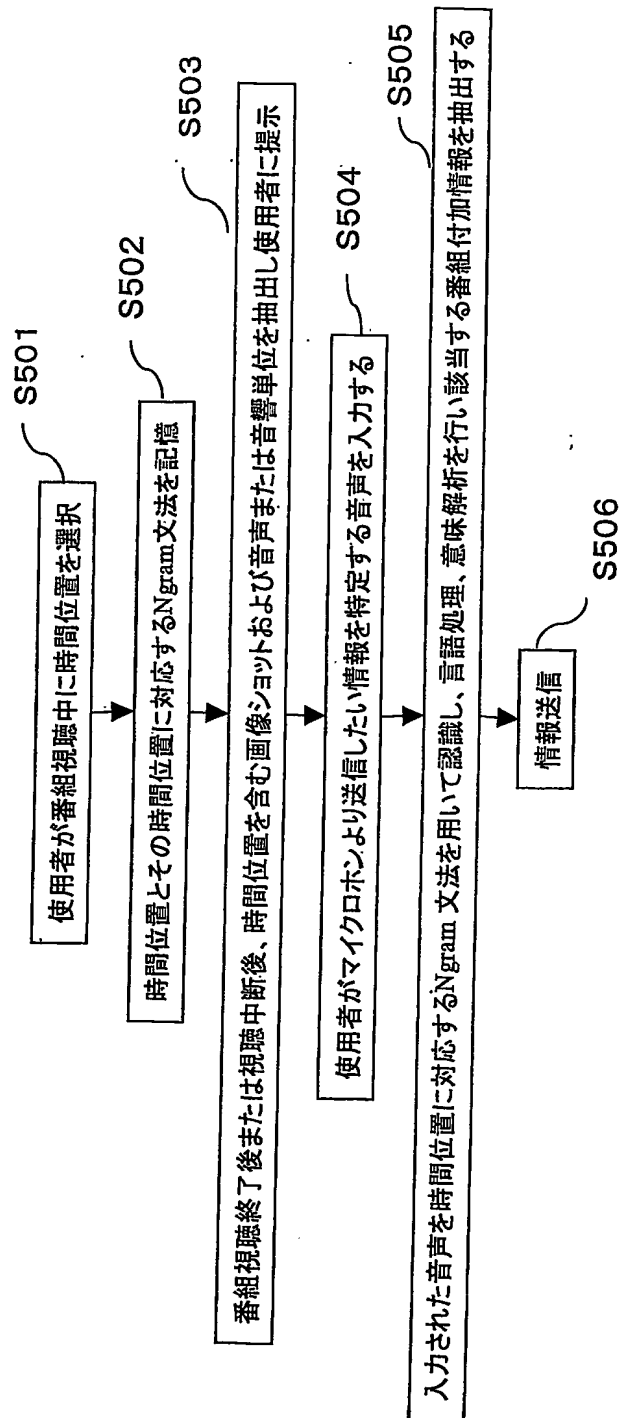 S501
使用者が番組視聴中に時間位置を選択
S502
時間位置とその時間位置に対応するNgram文法を記憶
S503
番組視聴終了後または視聴中断後、時間位置を含む画像ショットおよび音声または音響単位を抽出し使用者に提示
S504
使用者がマイクロホンより送信したい情報を特定する音声を入力する
S505
入力された音声を時間位置に対応するNgram文法を用いて認識し、言語処理、意味解析を行い該当する番組付加情報を抽出する
S506
情報送信